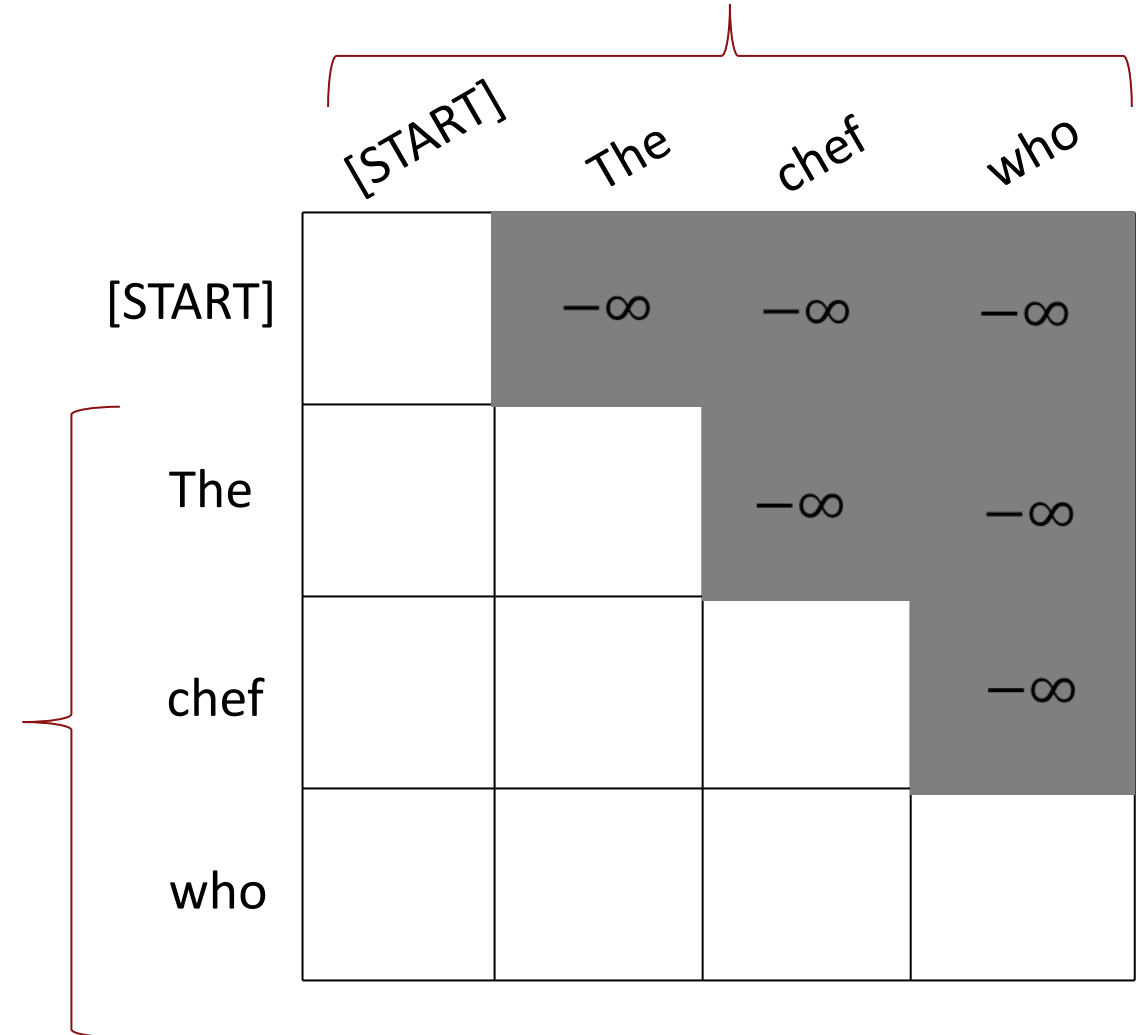 [START] The chef who
[START] −∞ −∞ −∞
The −∞ −∞
chef −∞
who